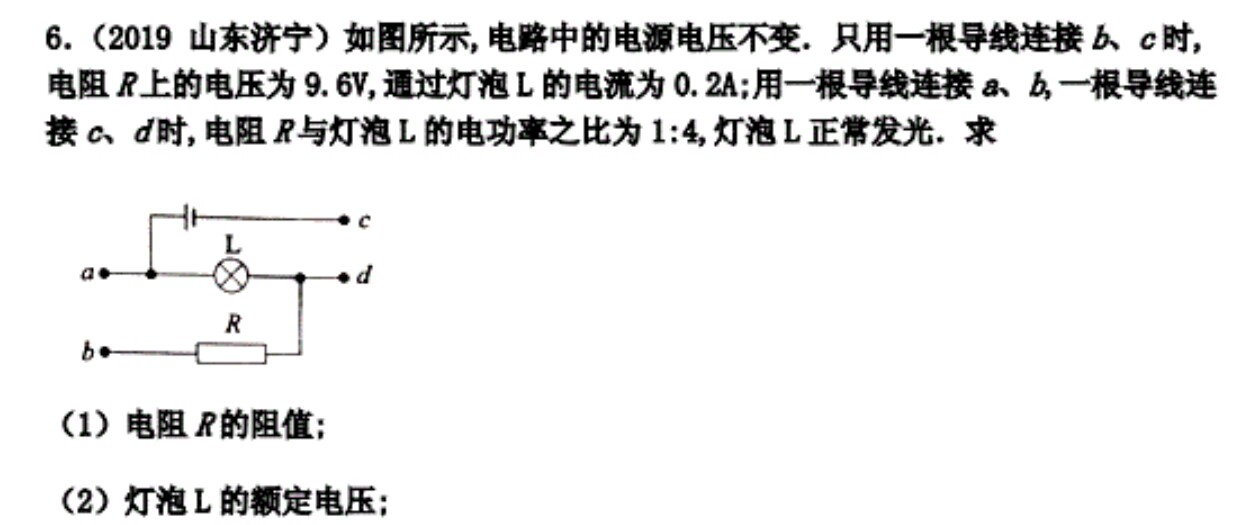 6.（2019 山东济宁）如图所示,电路中的电源电压不变．只用一根导线连接 b、c 时,
电阻 R 上的电压为 9.6V,通过灯泡 L 的电流为 0.2A;用一根导线连接 a、b,一根导线连
接 c、d 时,电阻 R 与灯泡 L 的电功率之比为 1:4,灯泡 L 正常发光．求
c
L
a
d
R
b
（1）电阻 R 的阻值;
（2）灯泡 L 的额定电压;